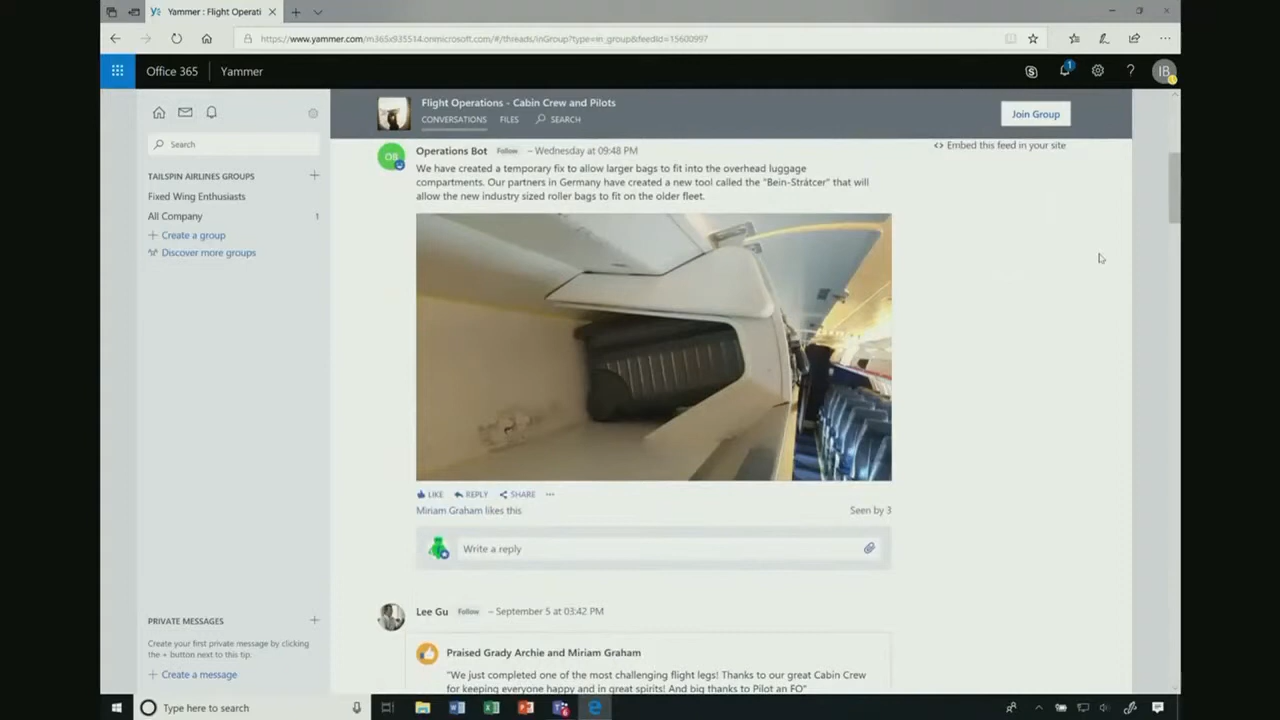 Yammer : Flight Operati
https://www.yammer.com/m365x935514.onmicrosoft.com/#/threads/inGroup?type=in_group&feedId=15600997
Office 365
Yammer
1
?
IB
Flight Operations - Cabin Crew and Pilots
CONVERSATIONS FILES SEARCH
Join Group
Search
TAILSPIN AIRLINES GROUPS
Fixed Wing Enthusiasts
All Company 1
Create a group
Discover more groups
OB
Operations Bot Follow – Wednesday at 09:48 PM
<> Embed this feed in your site
We have created a temporary fix to allow larger bags to fit into the overhead luggage
compartments. Our partners in Germany have created a new tool called the "Bein-Strátcer" that will
allow the new industry sized roller bags to fit on the older fleet.
LIKE REPLY SHARE ...
Miriam Graham likes this
Seen by 3
Write a reply
Lee Gu Follow – September 5 at 03:42 PM
Praised Grady Archie and Miriam Graham
"We just completed one of the most challenging flight legs! Thanks to our great Cabin Crew
for keeping everyone happy and in great spirits! And big thanks to Pilot an FO"
PRIVATE MESSAGES
Create your first private message by clicking
the + button next to this tip.
Create a message
Type here to search